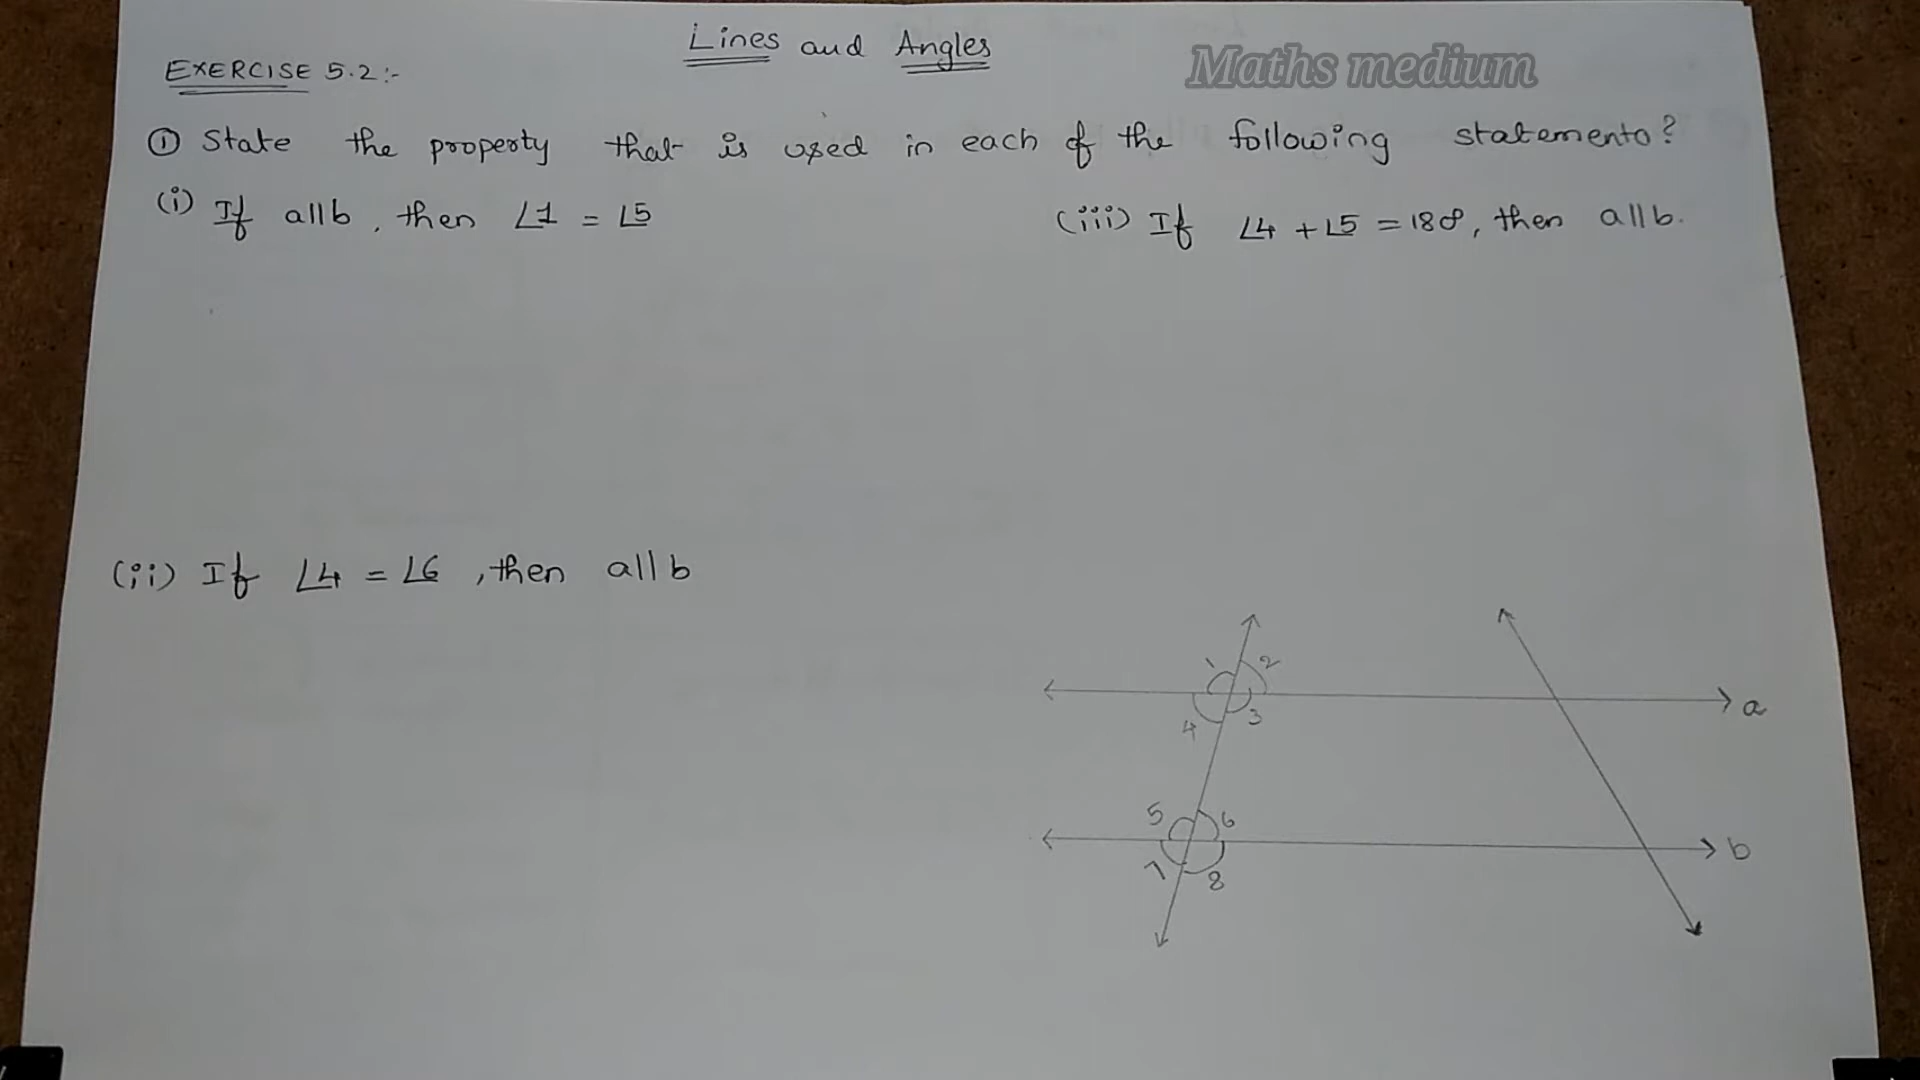 Lines and Angles
Maths medium
EXERCISE 5.2:-
① State the property that is used in each of the following statements?
(i) If a||b, then ∠1 = ∠5
(iii) If ∠4 + ∠5 = 180°, then a||b.
(ii) If ∠4 = ∠6, then a||b
1 2
a
4 3
5 6
b
7 8